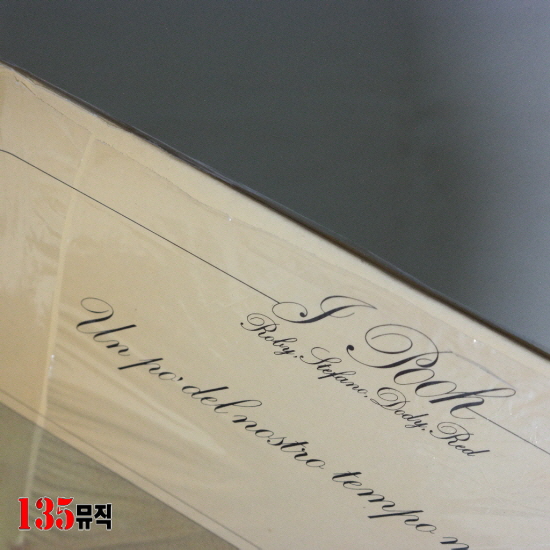 I Pooh
Roby, Stefano, Dody, Red
Un po' del nostro tempo
135뮤직